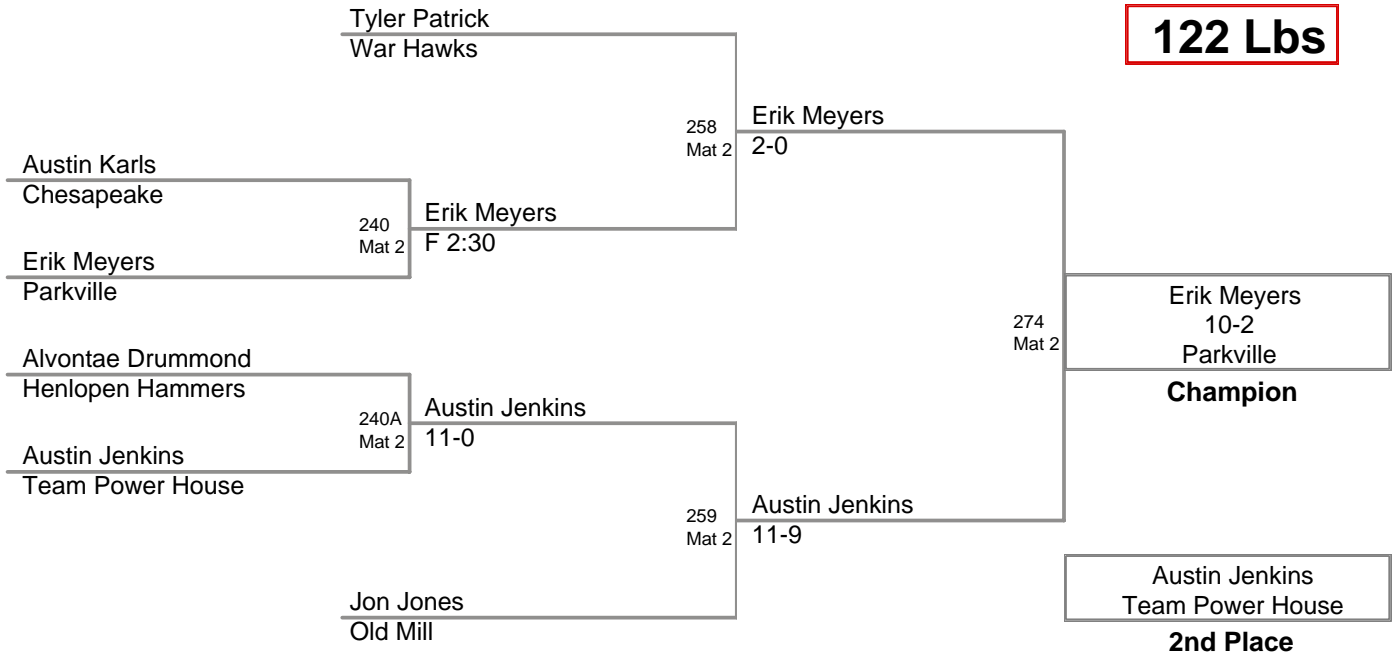 Tyler Patrick
War Hawks
122 Lbs
258
Mat 2
Erik Meyers
2-0
Austin Karls
Chesapeake
240
Mat 2
Erik Meyers
F 2:30
Erik Meyers
Parkville
274
Mat 2
Erik Meyers
10-2
Parkville
Champion
Alvontae Drummond
Henlopen Hammers
240A
Mat 2
Austin Jenkins
11-0
Austin Jenkins
Team Power House
259
Mat 2
Austin Jenkins
11-9
Jon Jones
Old Mill
Austin Jenkins
Team Power House
2nd Place